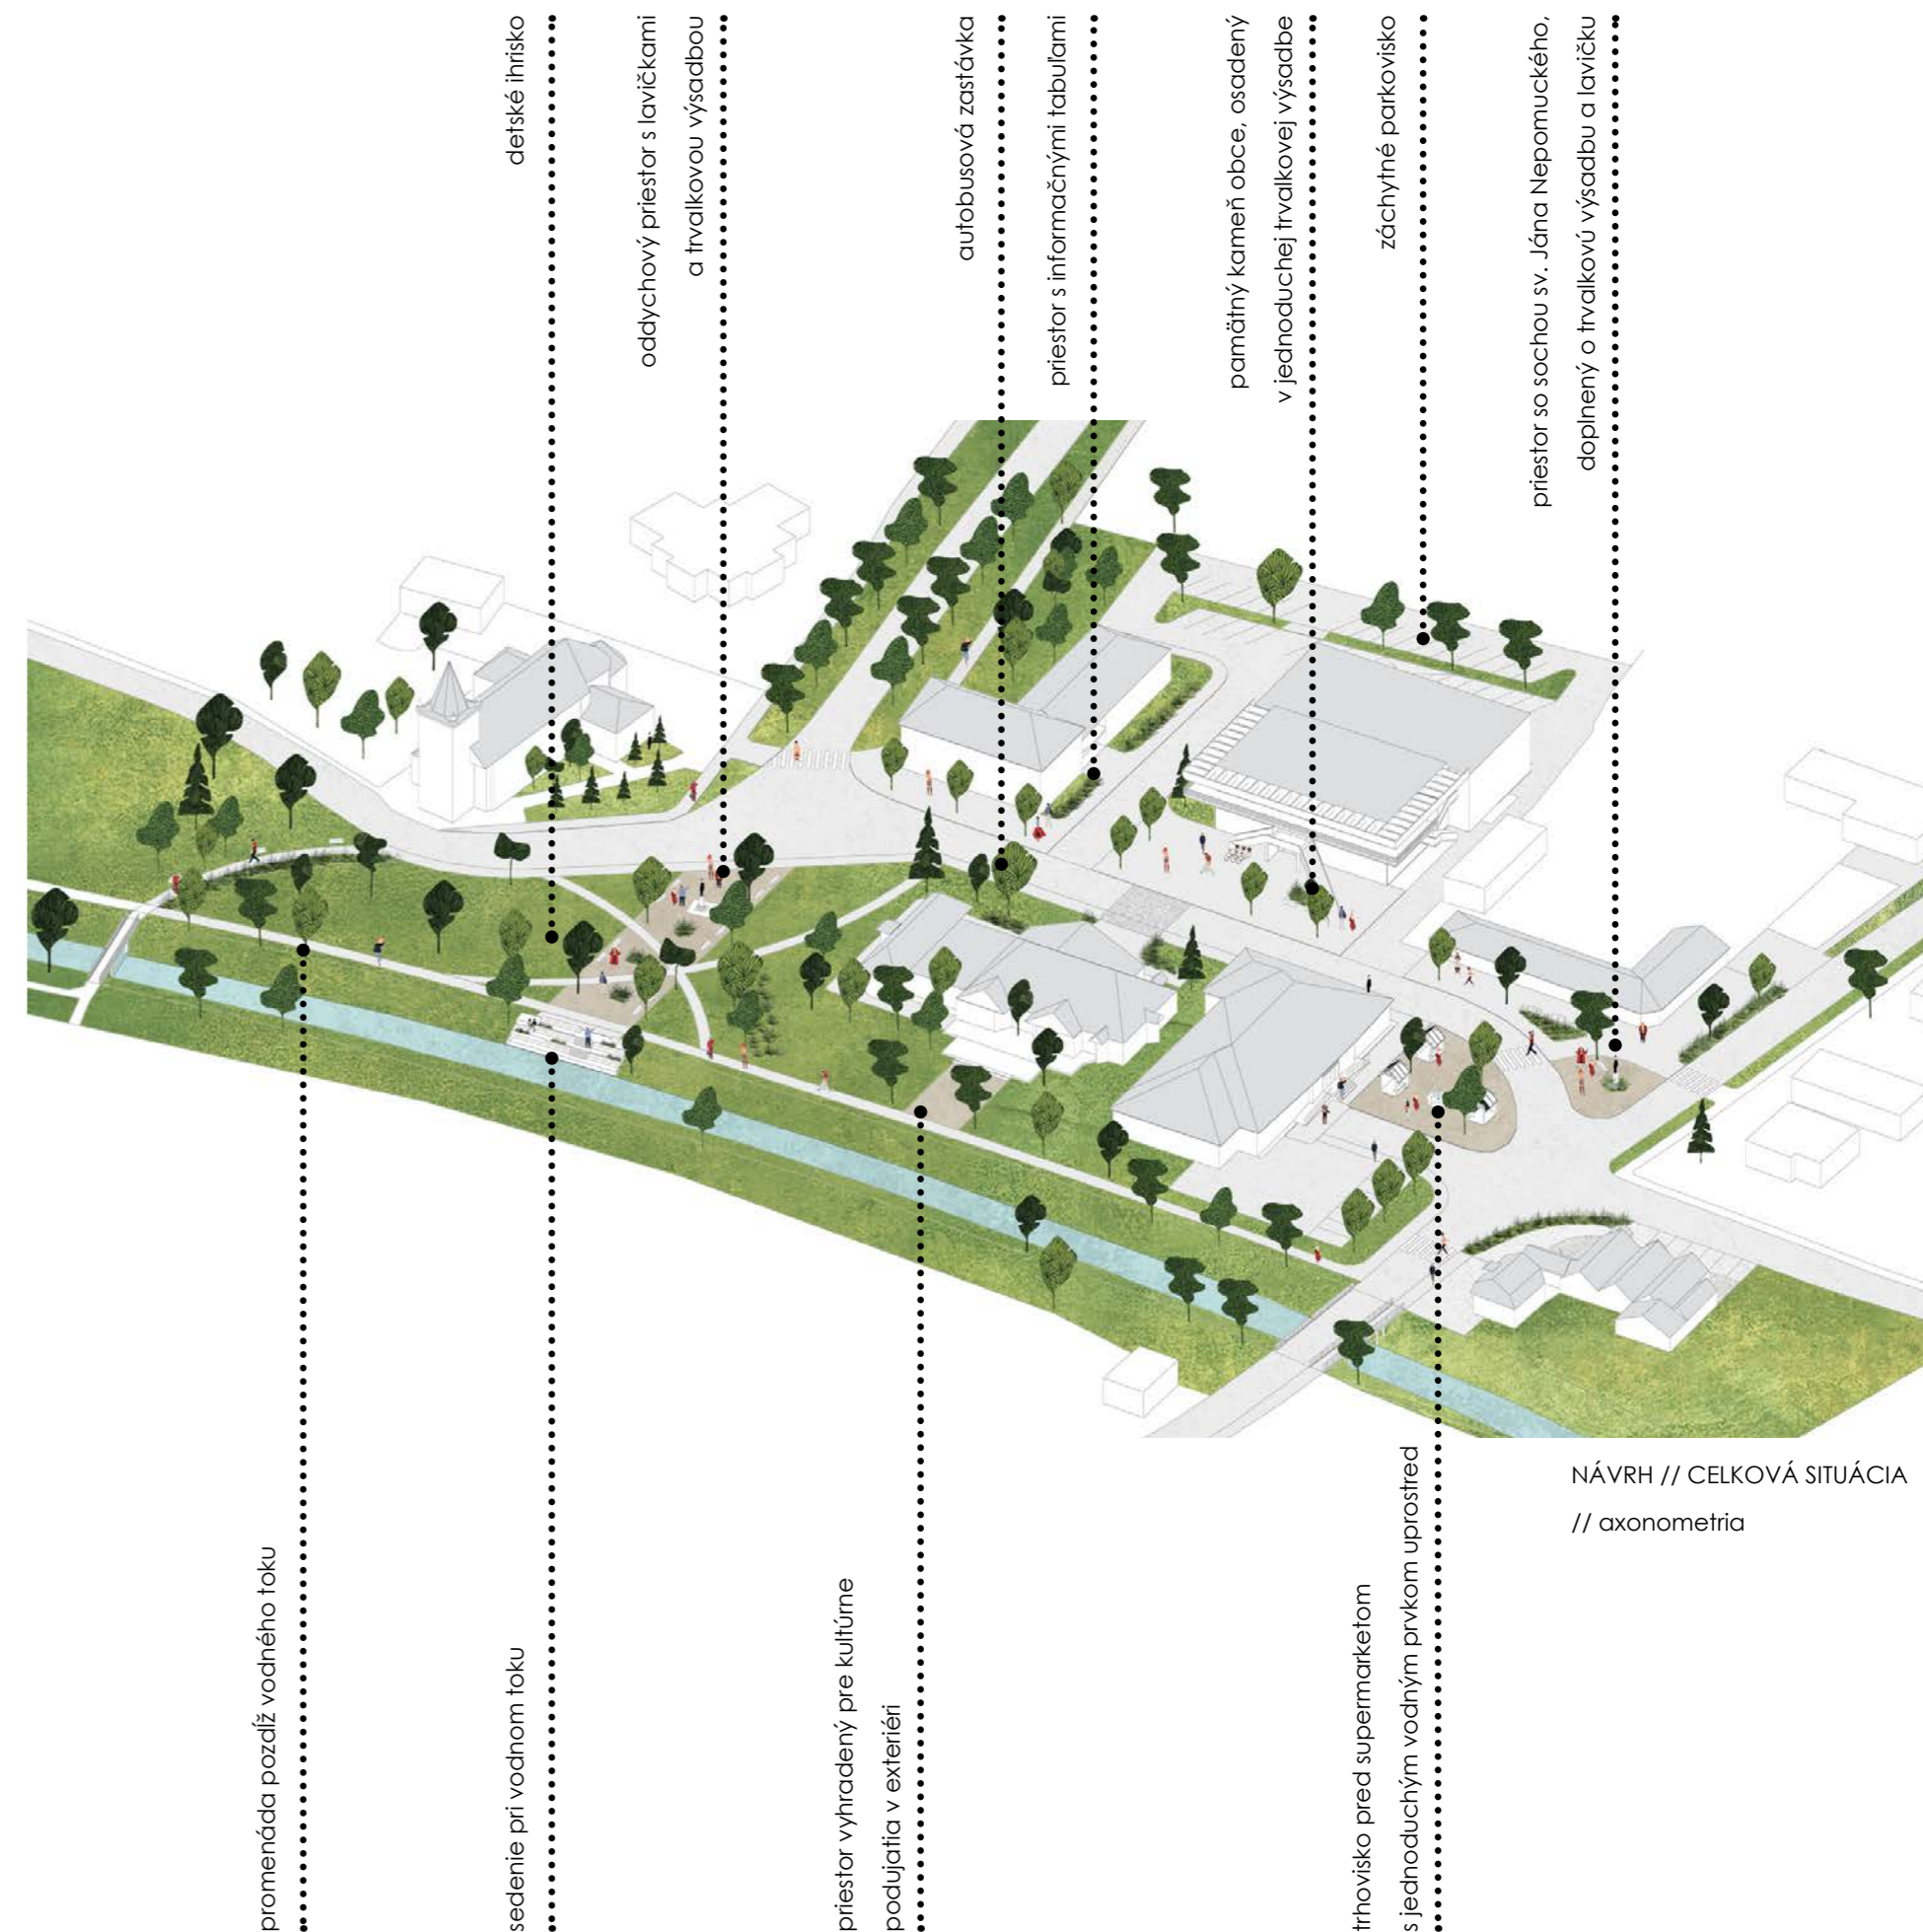 detské ihrisko
oddychový priestor s lavičkami
a trvalkovou výsadbou
autobusová zastávka
priestor s informačnými tabuľami
pamätný kameň obce, osadený
v jednoduchej trvalkovej výsadbe
záchytné parkovisko
priestor so sochou sv. Jána Nepomuckého,
doplnený o trvalkovú výsadbu a lavičku
promenáda pozdĺž vodného toku
sedenie pri vodnom toku
priestor vyhradený pre kultúrne
podujatia v exteriéri
trhovisko pred supermarketom
s jednoduchým vodným prvkom uprostred
NÁVRH // CELKOVÁ SITUÁCIA
// axonometria